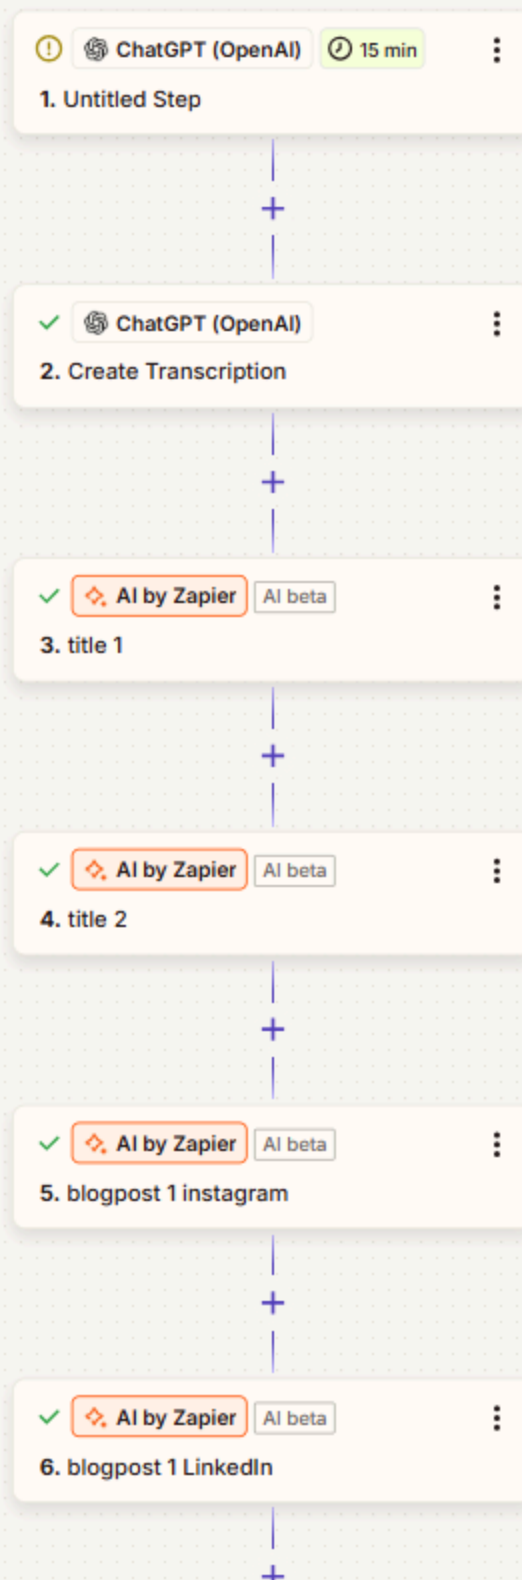 ChatGPT (OpenAI) 15 min
1. Untitled Step
ChatGPT (OpenAI)
2. Create Transcription
AI by Zapier AI beta
3. title 1
AI by Zapier AI beta
4. title 2
AI by Zapier AI beta
5. blogpost 1 instagram
AI by Zapier AI beta
6. blogpost 1 LinkedIn